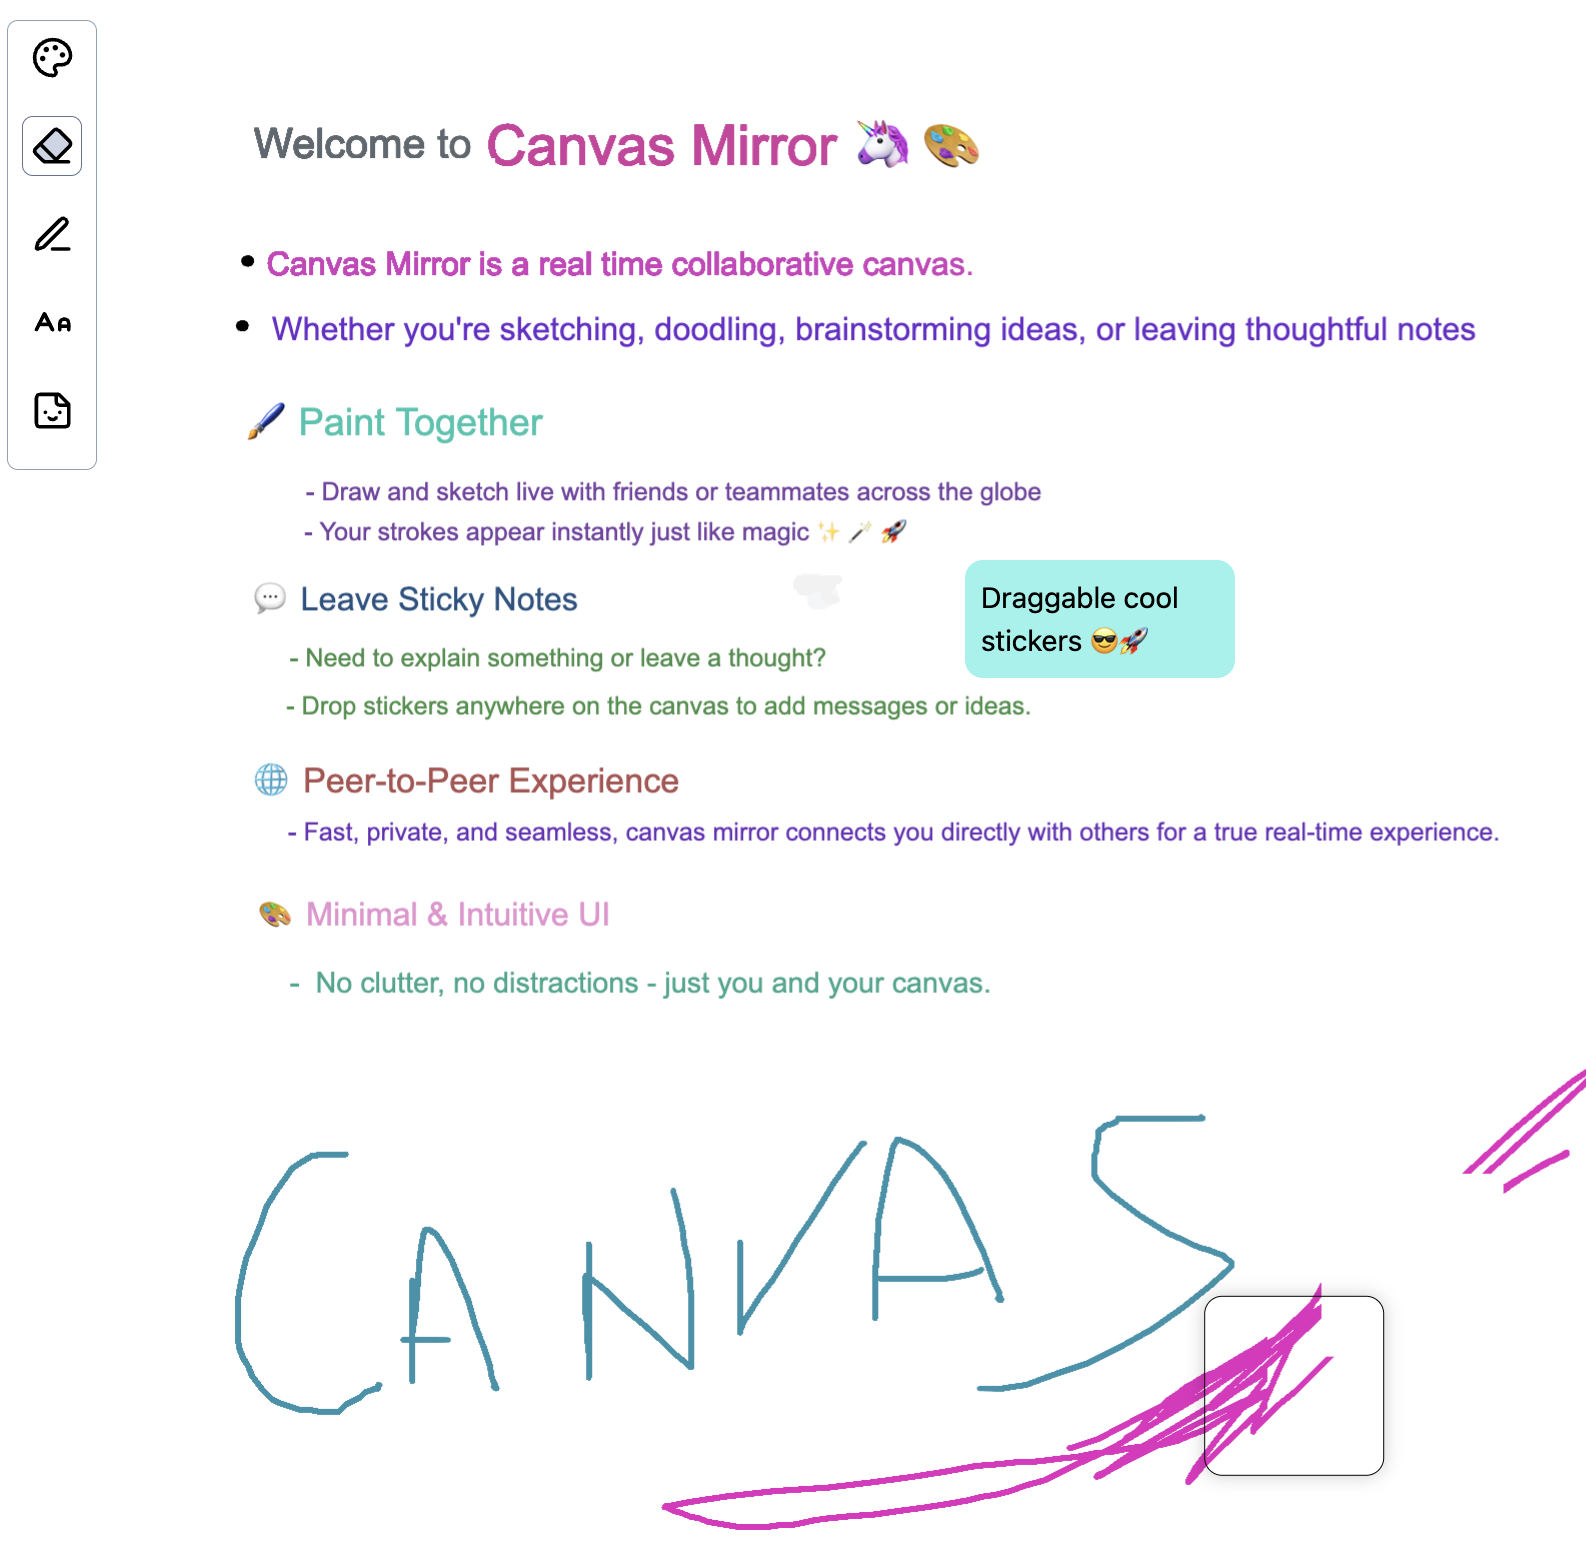 Welcome to Canvas Mirror 🦄 🎨
• Canvas Mirror is a real time collaborative canvas.
• Whether you're sketching, doodling, brainstorming ideas, or leaving thoughtful notes
🖌️ Paint Together
- Draw and sketch live with friends or teammates across the globe
- Your strokes appear instantly just like magic ✨ 🪄 🚀
💬 Leave Sticky Notes
Draggable cool
stickers 😎🚀
- Need to explain something or leave a thought?
- Drop stickers anywhere on the canvas to add messages or ideas.
🌐 Peer-to-Peer Experience
- Fast, private, and seamless, canvas mirror connects you directly with others for a true real-time experience.
🎨 Minimal & Intuitive UI
- No clutter, no distractions - just you and your canvas.
CANVAS